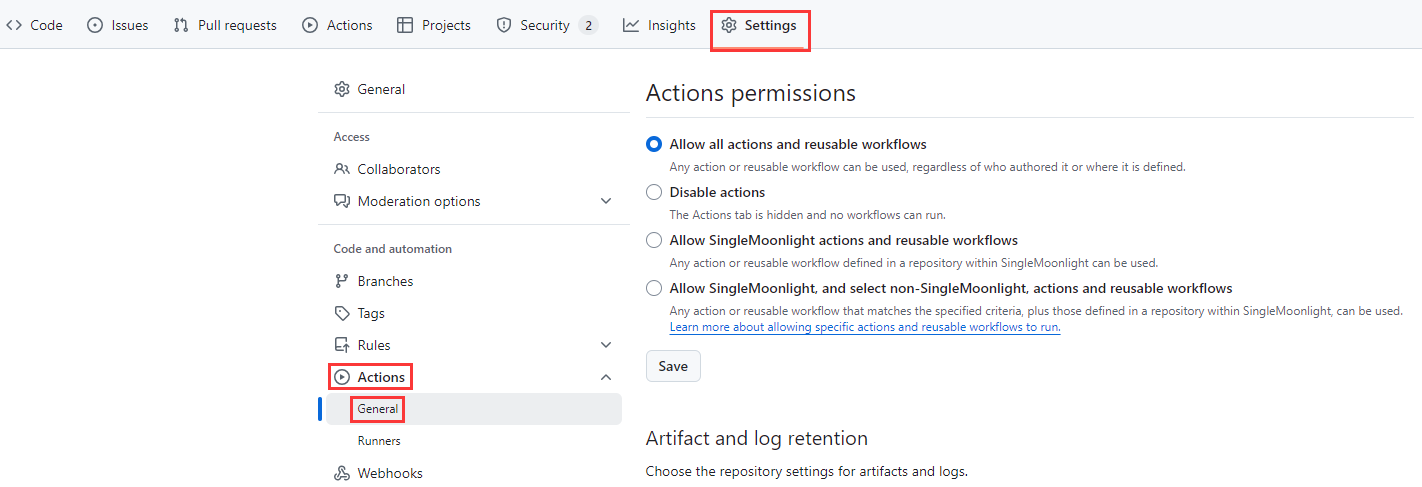 Code
Issues
Pull requests
Actions
Projects
Security 2
Insights
Settings
General
Access
Collaborators
Moderation options
Code and automation
Branches
Tags
Rules
Actions
General
Runners
Webhooks
Actions permissions
Allow all actions and reusable workflows
Any action or reusable workflow can be used, regardless of who authored it or where it is defined.
Disable actions
The Actions tab is hidden and no workflows can run.
Allow SingleMoonlight actions and reusable workflows
Any action or reusable workflow defined in a repository within SingleMoonlight can be used.
Allow SingleMoonlight, and select non-SingleMoonlight, actions and reusable workflows
Any action or reusable workflow that matches the specified criteria, plus those defined in a repository within SingleMoonlight, can be used.
Learn more about allowing specific actions and reusable workflows to run.
Save
Artifact and log retention
Choose the repository settings for artifacts and logs.